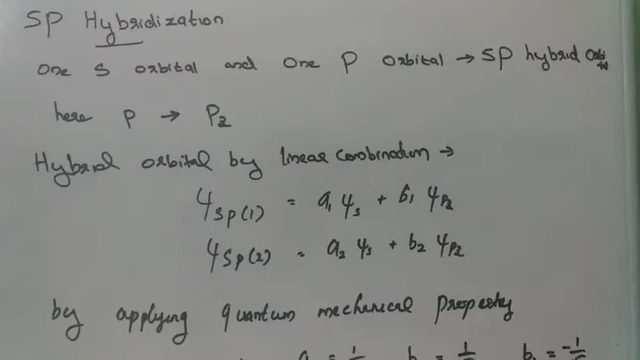 SP Hybridization
One S orbital and One P orbital → SP hybrid
here P → Pz
Hybrid orbital by linear combination →
Ψsp(1) = a₁ Ψs + b₁ Ψpz
Ψsp(2) = a₂ Ψs + b₂ Ψpz
by applying quantum mechanical property